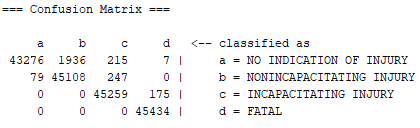 === Confusion Matrix ===
a b c d <-- classified as
43276 1936 215 7 | a = NO INDICATION OF INJURY
79 45108 247 0 | b = NONINCAPACITATING INJURY
0 0 45259 175 | c = INCAPACITATING INJURY
0 0 0 45434 | d = FATAL